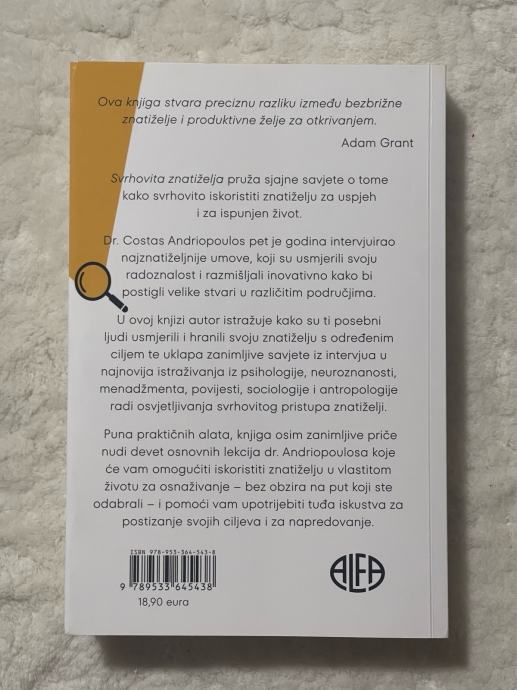 Ova knjiga stvara preciznu razliku između bezbrižne
znatiželje i produktivne želje za otkrivanjem.
Adam Grant
Svrhovita znatiželja pruža sjajne savjete o tome
kako svrhovito iskoristiti znatiželju za uspjeh
i za ispunjen život.
Dr. Costas Andriopoulos pet je godina intervjuirao
najznatiželjnije umove, koji su usmjerili svoju
radoznalost i razmišljali inovativno kako bi
postigli velike stvari u različitim područjima.
U ovoj knjizi autor istražuje kako su ti posebni
ljudi usmjerili i hranili svoju znatiželju s određenim
ciljem te uklapa zanimljive savjete iz intervjua u
najnovija istraživanja iz psihologije, neuroznanosti,
menadžmenta, povijesti, sociologije i antropologije
radi osvjetljivanja svrhovitog pristupa znatiželji.
Puna praktičnih alata, knjiga osim zanimljive priče
nudi devet osnovnih lekcija dr. Andriopoulosa koje
će vam omogućiti iskoristiti znatiželju u vlastitom
životu za osnaživanje – bez obzira na put koji ste
odabrali – i pomoći vam upotrijebiti tuđa iskustva za
postizanje svojih ciljeva i za napredovanje.
ISBN 978-953-364-543-8
9 789533 645438
18,90 eura
ALFA